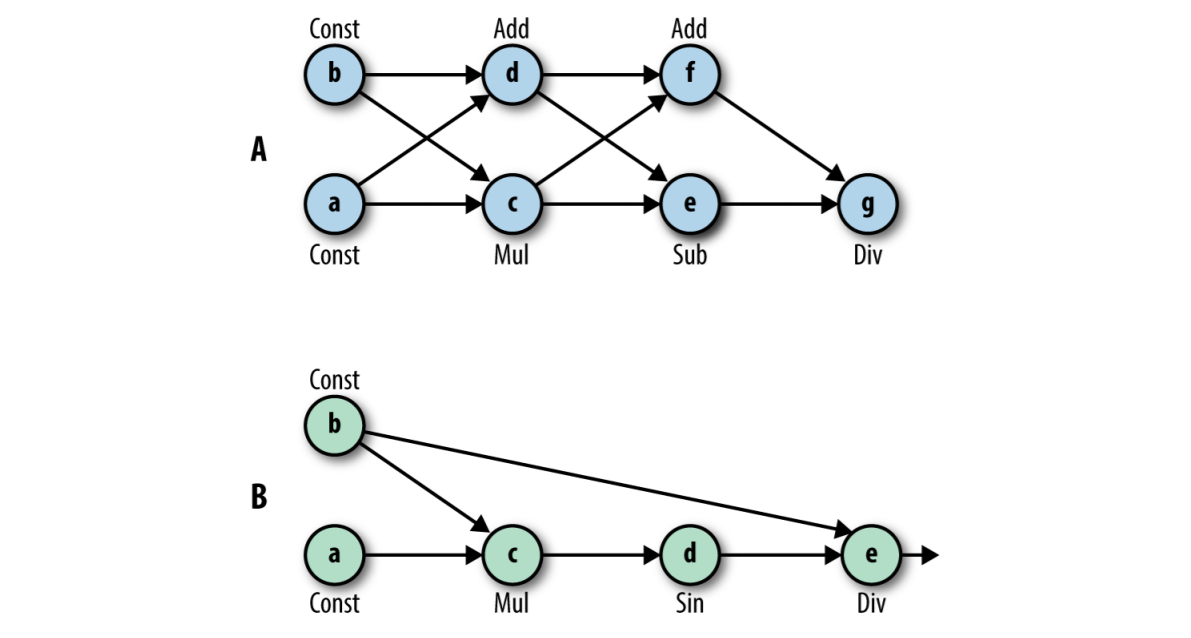 Const Add Add
b d f
A
a c e g
Const Mul Sub Div
Const
b
B
a c d e
Const Mul Sin Div